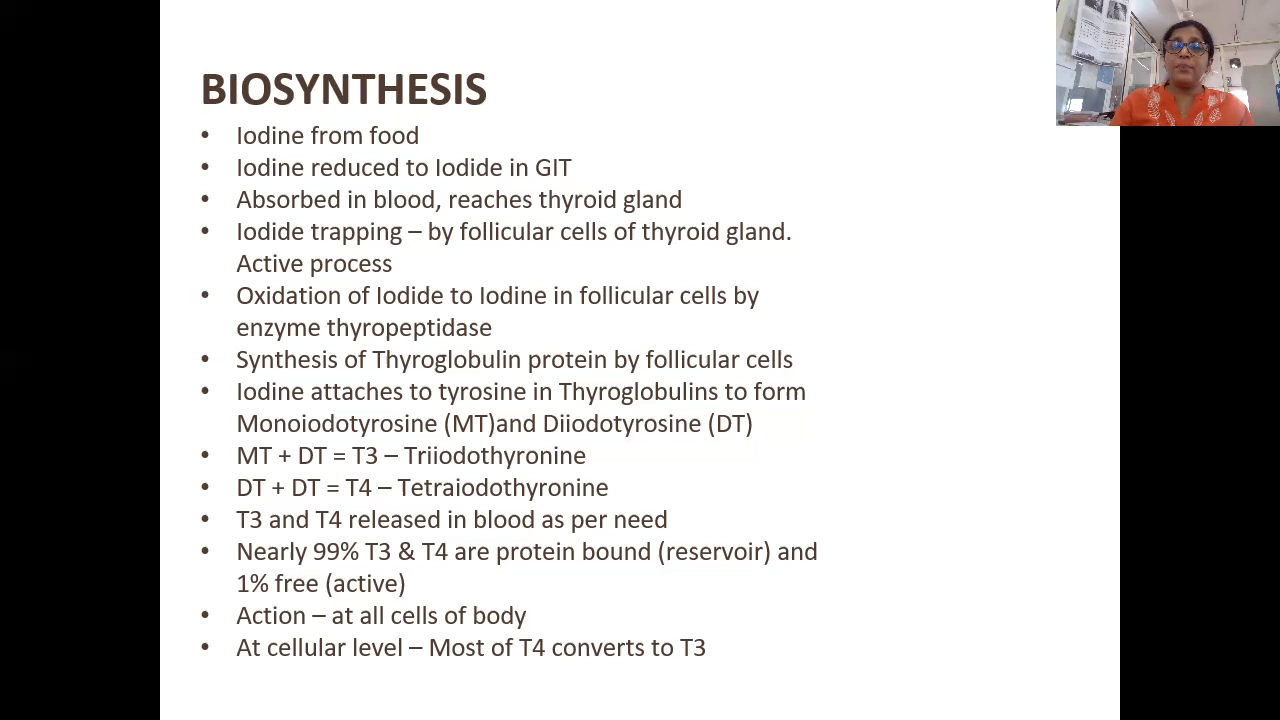 BIOSYNTHESIS
• Iodine from food
• Iodine reduced to Iodide in GIT
• Absorbed in blood, reaches thyroid gland
• Iodide trapping – by follicular cells of thyroid gland.
Active process
• Oxidation of Iodide to Iodine in follicular cells by
enzyme thyropeptidase
• Synthesis of Thyroglobulin protein by follicular cells
• Iodine attaches to tyrosine in Thyroglobulins to form
Monoiodotyrosine (MT)and Diiodotyrosine (DT)
• MT + DT = T3 – Triiodothyronine
• DT + DT = T4 – Tetraiodothyronine
• T3 and T4 released in blood as per need
• Nearly 99% T3 & T4 are protein bound (reservoir) and
1% free (active)
• Action – at all cells of body
• At cellular level – Most of T4 converts to T3